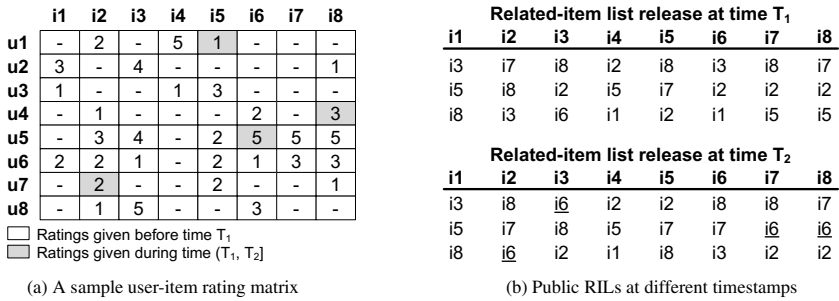 i1 i2 i3 i4 i5 i6 i7 i8
u1 - 2 - 5 1 - - -
u2 3 - 4 - - - - 1
u3 1 - - 1 3 - - -
u4 - 1 - - - 2 - 3
u5 - 3 4 - 2 5 5 5
u6 2 2 1 - 2 1 3 3
u7 - 2 - - 2 - - 1
u8 - 1 5 - - 3 - -
Ratings given before time T₁
Ratings given during time (T₁, T₂]
(a) A sample user-item rating matrix
Related-item list release at time T₁
i1 i2 i3 i4 i5 i6 i7 i8
i3 i7 i8 i2 i8 i3 i8 i7
i5 i8 i2 i5 i7 i2 i2 i2
i8 i3 i6 i1 i2 i1 i5 i5
Related-item list release at time T₂
i1 i2 i3 i4 i5 i6 i7 i8
i3 i8 i6 i2 i2 i8 i8 i7
i5 i7 i8 i5 i7 i7 i6 i6
i8 i6 i2 i1 i8 i3 i2 i2
(b) Public RILs at different timestamps